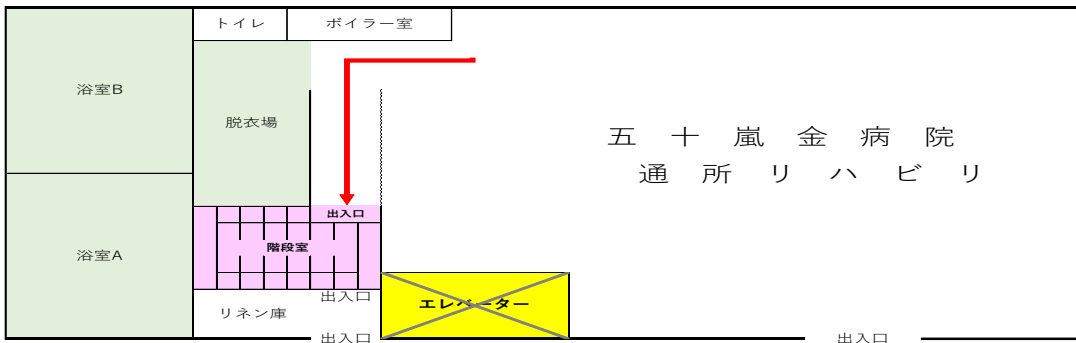 トイレ
ボイラー室
浴室B
脱衣場
五十嵐金病院
通所リハビリ
出入口
階段室
浴室A
出入口
エレベーター
リネン庫
出入口
出入口